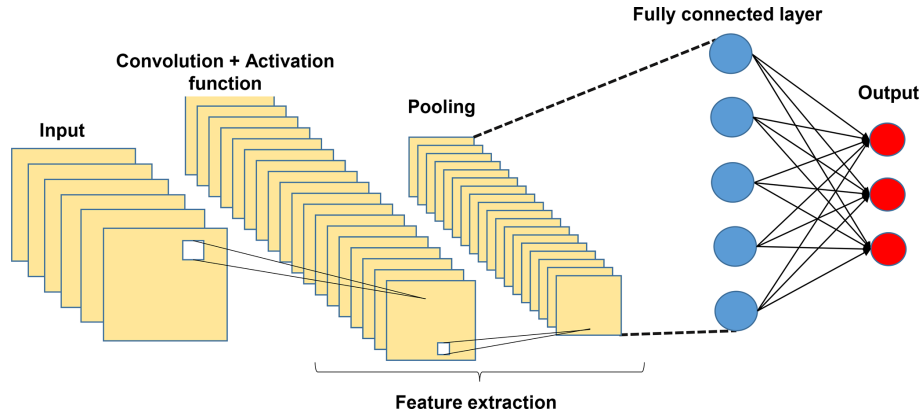 Fully connected layer
Convolution + Activation
function
Pooling
Output
Input
Feature extraction